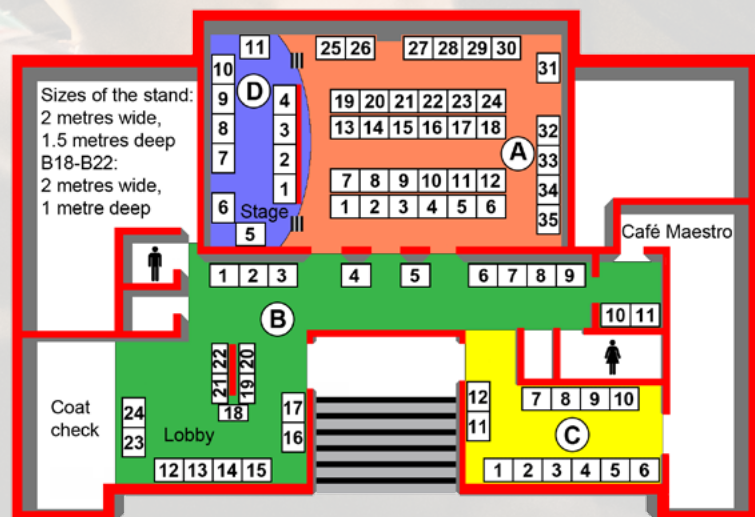 Sizes of the stand:
2 metres wide,
1.5 metres deep
B18-B22:
2 metres wide,
1 metre deep
11
10
9
8
7
6
5
D
4
3
2
1
Stage
25 26
27 28 29 30
31
19 20 21 22 23 24
13 14 15 16 17 18
A
32
33
34
35
7 8 9 10 11 12
1 2 3 4 5 6
Café Maestro
1 2 3
4
5
6 7 8 9
10 11
B
21 22
19 20
18
17
16
24
23
Coat
check
Lobby
12 13 14 15
12
11
7 8 9 10
C
1 2 3 4 5 6